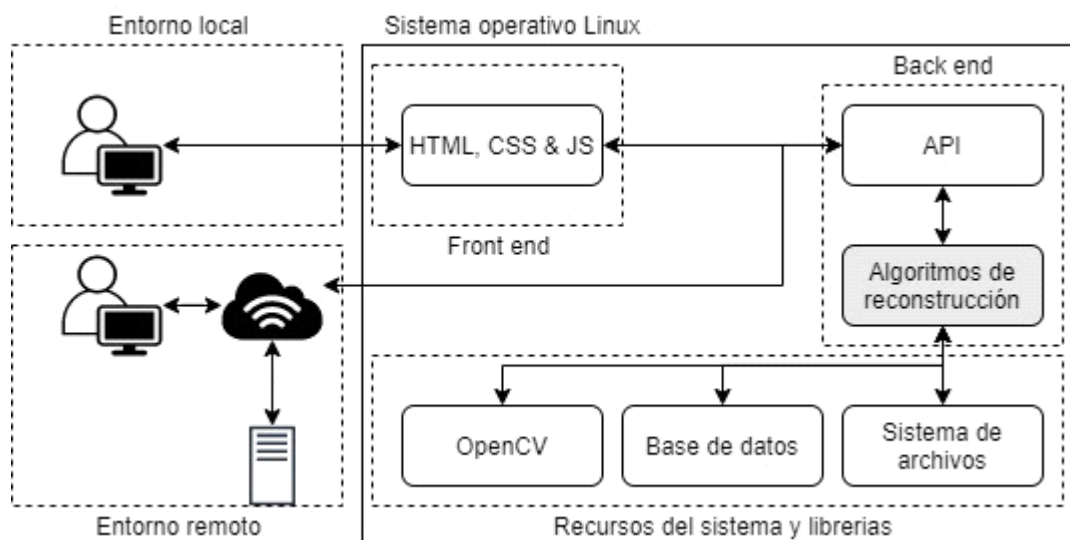 Entorno local
Sistema operativo Linux
Back end
HTML, CSS & JS
API
Front end
Algoritmos de
reconstrucción
OpenCV
Base de datos
Sistema de
archivos
Entorno remoto
Recursos del sistema y librerias